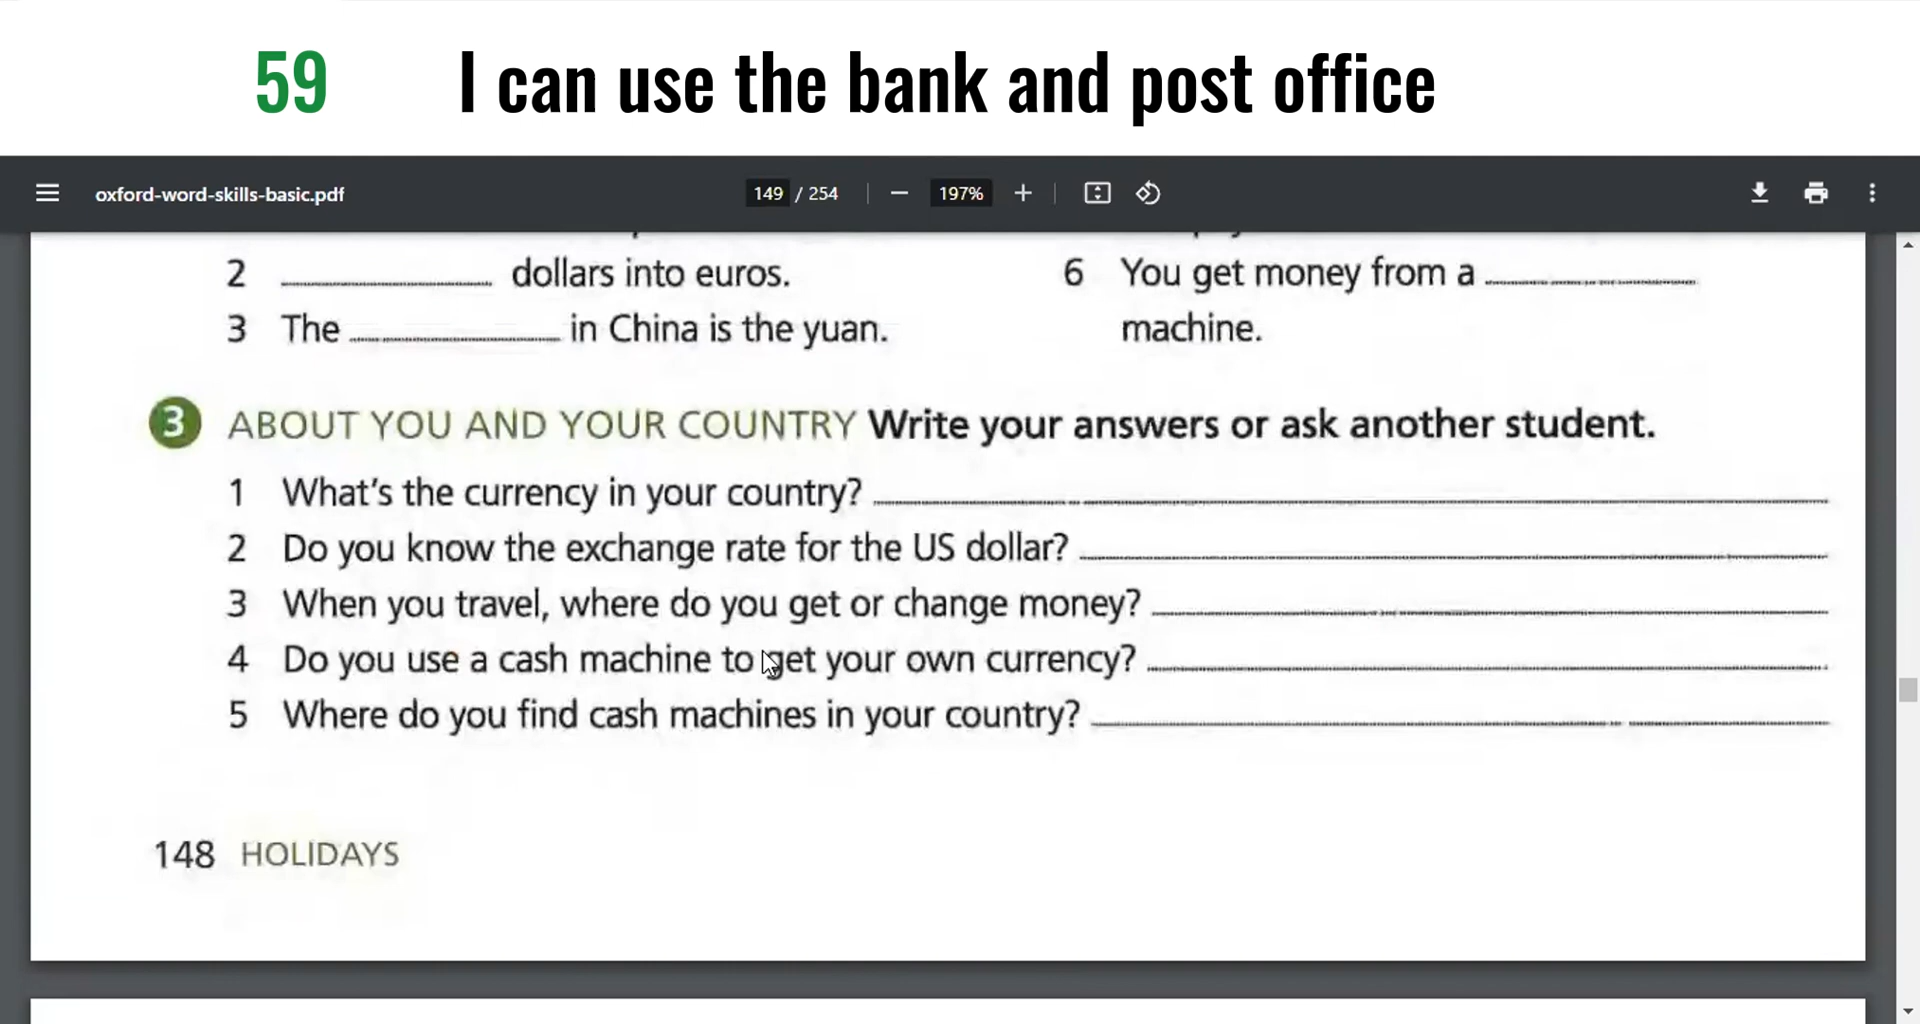 59 I can use the bank and post office
oxford-word-skills-basic.pdf 149 / 254 197%
2 dollars into euros.
3 The in China is the yuan.
6 You get money from a
machine.
3 ABOUT YOU AND YOUR COUNTRY Write your answers or ask another student.
1 What's the currency in your country?
2 Do you know the exchange rate for the US dollar?
3 When you travel, where do you get or change money?
4 Do you use a cash machine to get your own currency?
5 Where do you find cash machines in your country?
148 HOLIDAYS